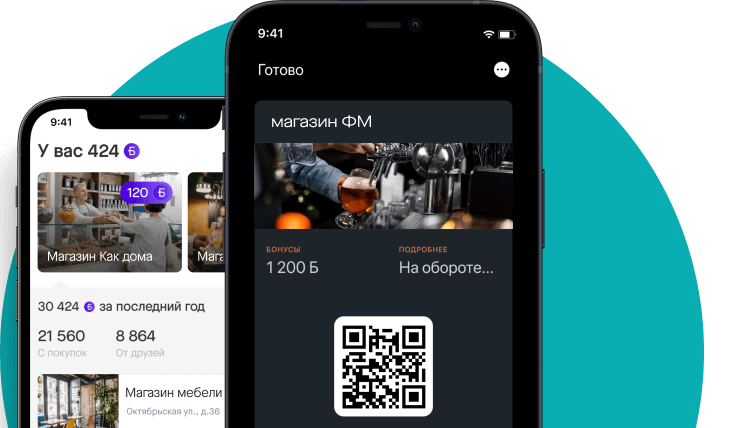 9:41
У вас 424 Б
120 Б
Магазин Как дома
Мага
30 424 Б за последний год
21 560
8 864
С покупок
От друзей
Магазин мебели
Октябрьская ул., д.36
9:41
Готово
магазин ФМ
БОНУСЫ
ПОДРОБНЕЕ
1 200 Б
На обороте...